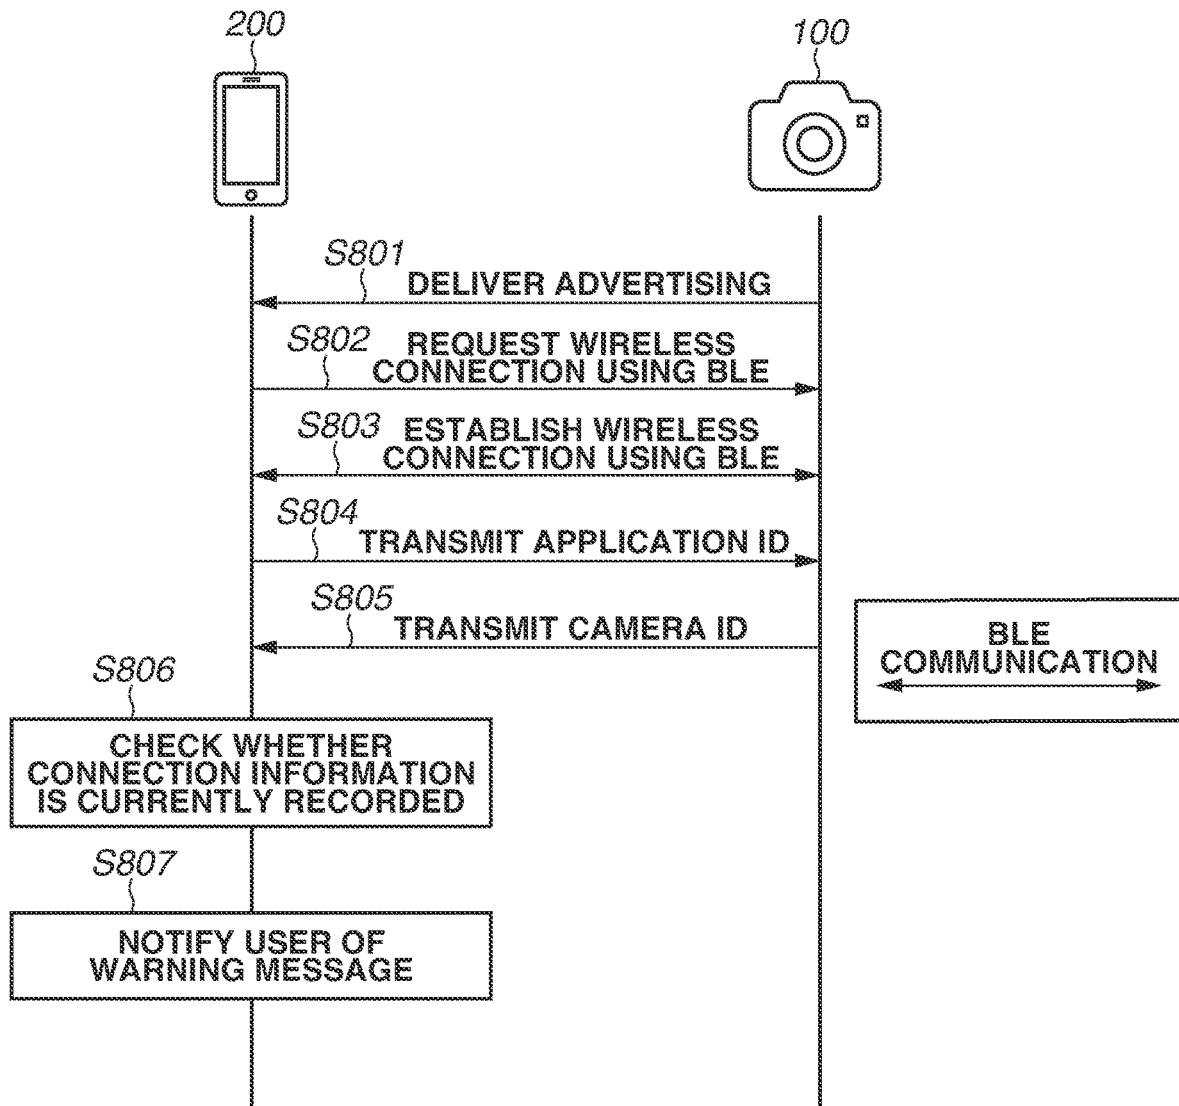 200
100
S801
DELIVER ADVERTISING
S802
REQUEST WIRELESS
CONNECTION USING BLE
S803
ESTABLISH WIRELESS
CONNECTION USING BLE
S804
TRANSMIT APPLICATION ID
S805
TRANSMIT CAMERA ID
BLE
COMMUNICATION
S806
CHECK WHETHER
CONNECTION INFORMATION
IS CURRENTLY RECORDED
S807
NOTIFY USER OF
WARNING MESSAGE